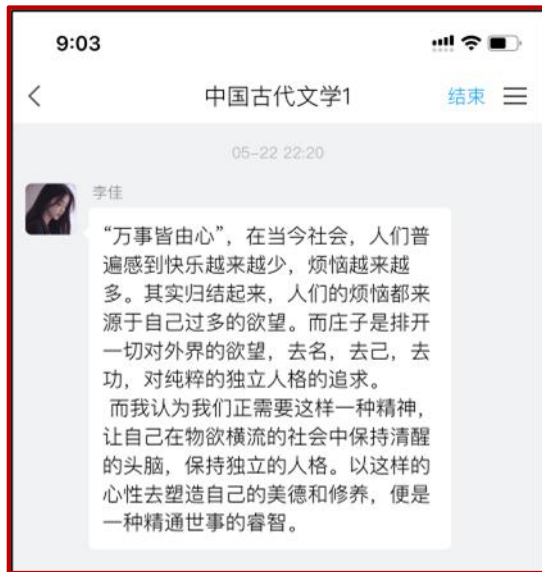 9:03
中国古代文学1
结束
05-22 22:20
李佳
“万事皆由心”，在当今社会，人们普
遍感到快乐越来越少，烦恼越来越
多。其实归结起来，人们的烦恼都来
源于自己过多的欲望。而庄子是排开
一切对外界的欲望，去名，去己，去
功，对纯粹的独立人格的追求。
而我认为我们正需要这样一种精神，
让自己在物欲横流的社会中保持清醒
的头脑，保持独立的人格。以这样的
心性去塑造自己的美德和修养，便是
一种精通世事的睿智。